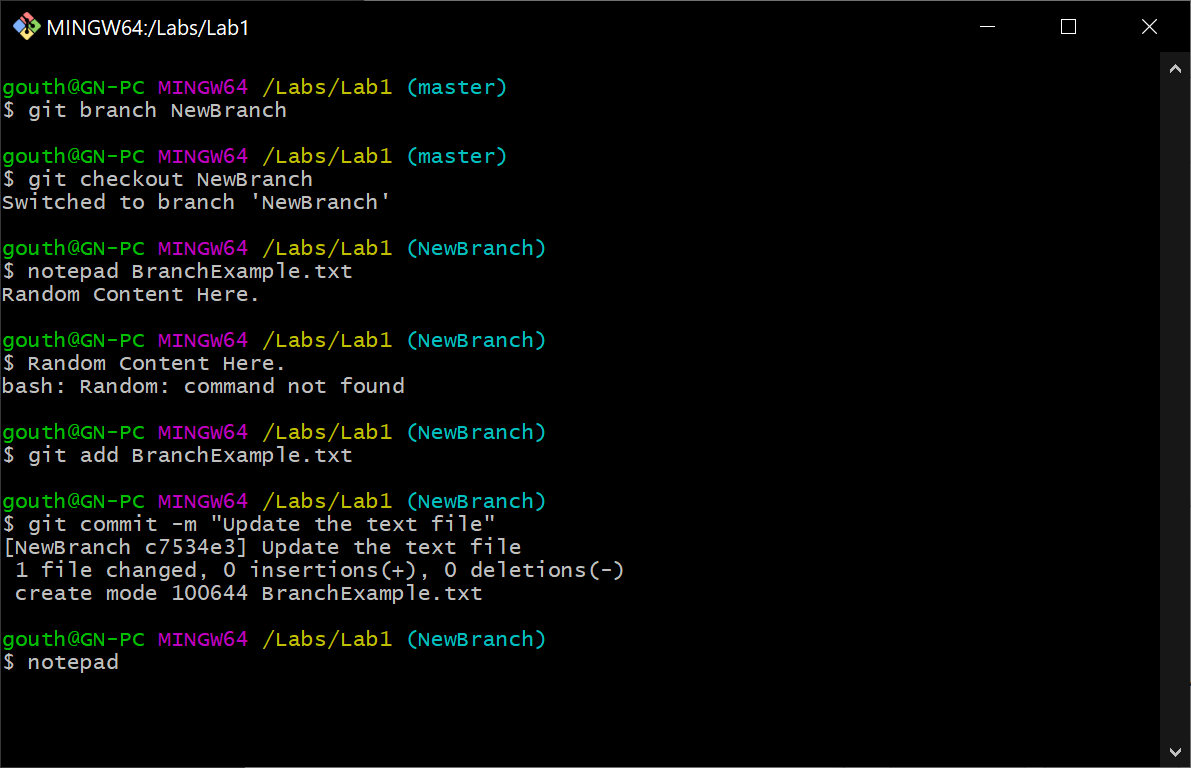 MINGW64:/Labs/Lab1
gouth@GN-PC MINGW64 /Labs/Lab1 (master)
$ git branch NewBranch
gouth@GN-PC MINGW64 /Labs/Lab1 (master)
$ git checkout NewBranch
Switched to branch 'NewBranch'
gouth@GN-PC MINGW64 /Labs/Lab1 (NewBranch)
$ notepad BranchExample.txt
Random Content Here.
gouth@GN-PC MINGW64 /Labs/Lab1 (NewBranch)
$ Random Content Here.
bash: Random: command not found
gouth@GN-PC MINGW64 /Labs/Lab1 (NewBranch)
$ git add BranchExample.txt
gouth@GN-PC MINGW64 /Labs/Lab1 (NewBranch)
$ git commit -m "Update the text file"
[NewBranch c7534e3] Update the text file
 1 file changed, 0 insertions(+), 0 deletions(-)
 create mode 100644 BranchExample.txt
gouth@GN-PC MINGW64 /Labs/Lab1 (NewBranch)
$ notepad